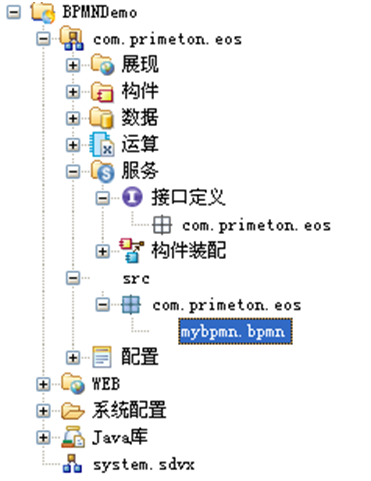 BPMNDemo
com.primeton.eos
展现
构件
数据
运算
服务
接口定义
com.primeton.eos
构件装配
src
com.primeton.eos
mybpmn.bpmn
配置
WEB
系统配置
Java库
system.sdvx